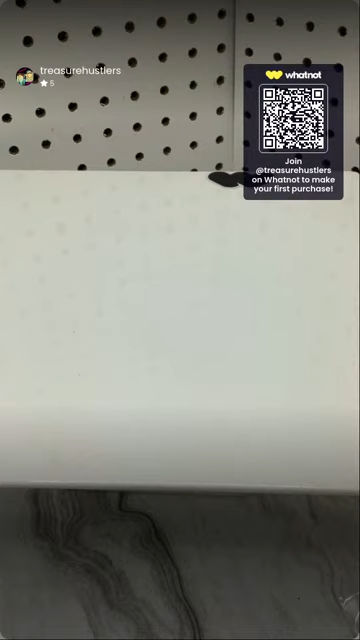 treasurehustlers
★ 5
whatnot
Join
@treasurehustlers
on Whatnot to make
your first purchase!